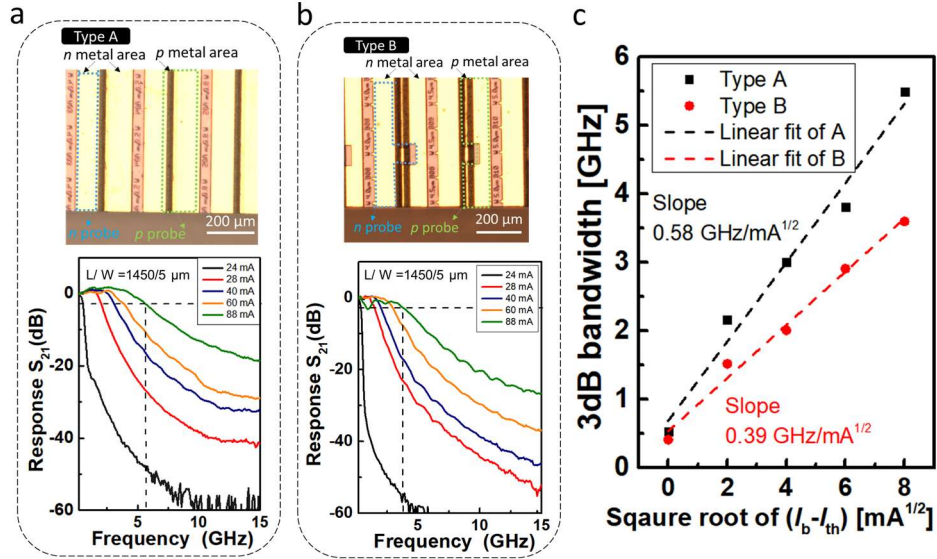 a
Type A
n metal area
p metal area
200 μm
n probe
p probe
L/ W =1450/5 μm
24 mA
28 mA
40 mA
60 mA
88 mA
0
-20
-40
-60
Response S21(dB)
0 5 10 15
Frequency (GHz)
b
Type B
n metal area
p metal area
200 μm
n probe
p probe
L/ W =1450/5 μm
24 mA
28 mA
40 mA
60 mA
88 mA
0
-20
-40
-60
Response S21(dB)
0 5 10 15
Frequency (GHz)
c
Type A
Type B
Linear fit of A
Linear fit of B
Slope
0.58 GHz/mA1/2
Slope
0.39 GHz/mA1/2
6
5
4
3
2
1
0
3dB bandwidth [GHz]
0 2 4 6 8
Sqaure root of (Ib-Ith) [mA1/2]